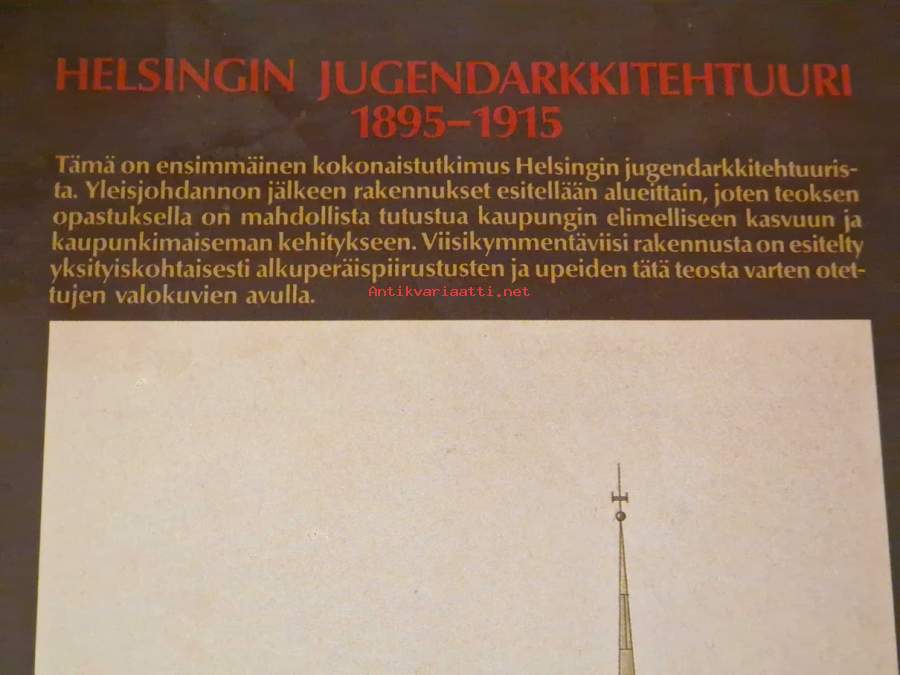 HELSINGIN JUGENDARKKITEHTUURI
1895–1915
Tämä on ensimmäinen kokonaistutkimus Helsingin jugendarkkitehtuuris-
ta. Yleisjohdannon jälkeen rakennukset esitellään alueittain, joten teoksen
opastuksella on mahdollista tutustua kaupungin elimelliseen kasvuun ja
kaupunkimaiseman kehitykseen. Viisikymmentäviisi rakennusta on esitelty
yksityiskohtaisesti alkuperäispiirustusten ja upeiden tätä teosta varten otet-
tujen valokuvien avulla.
Antikvariaatti.net